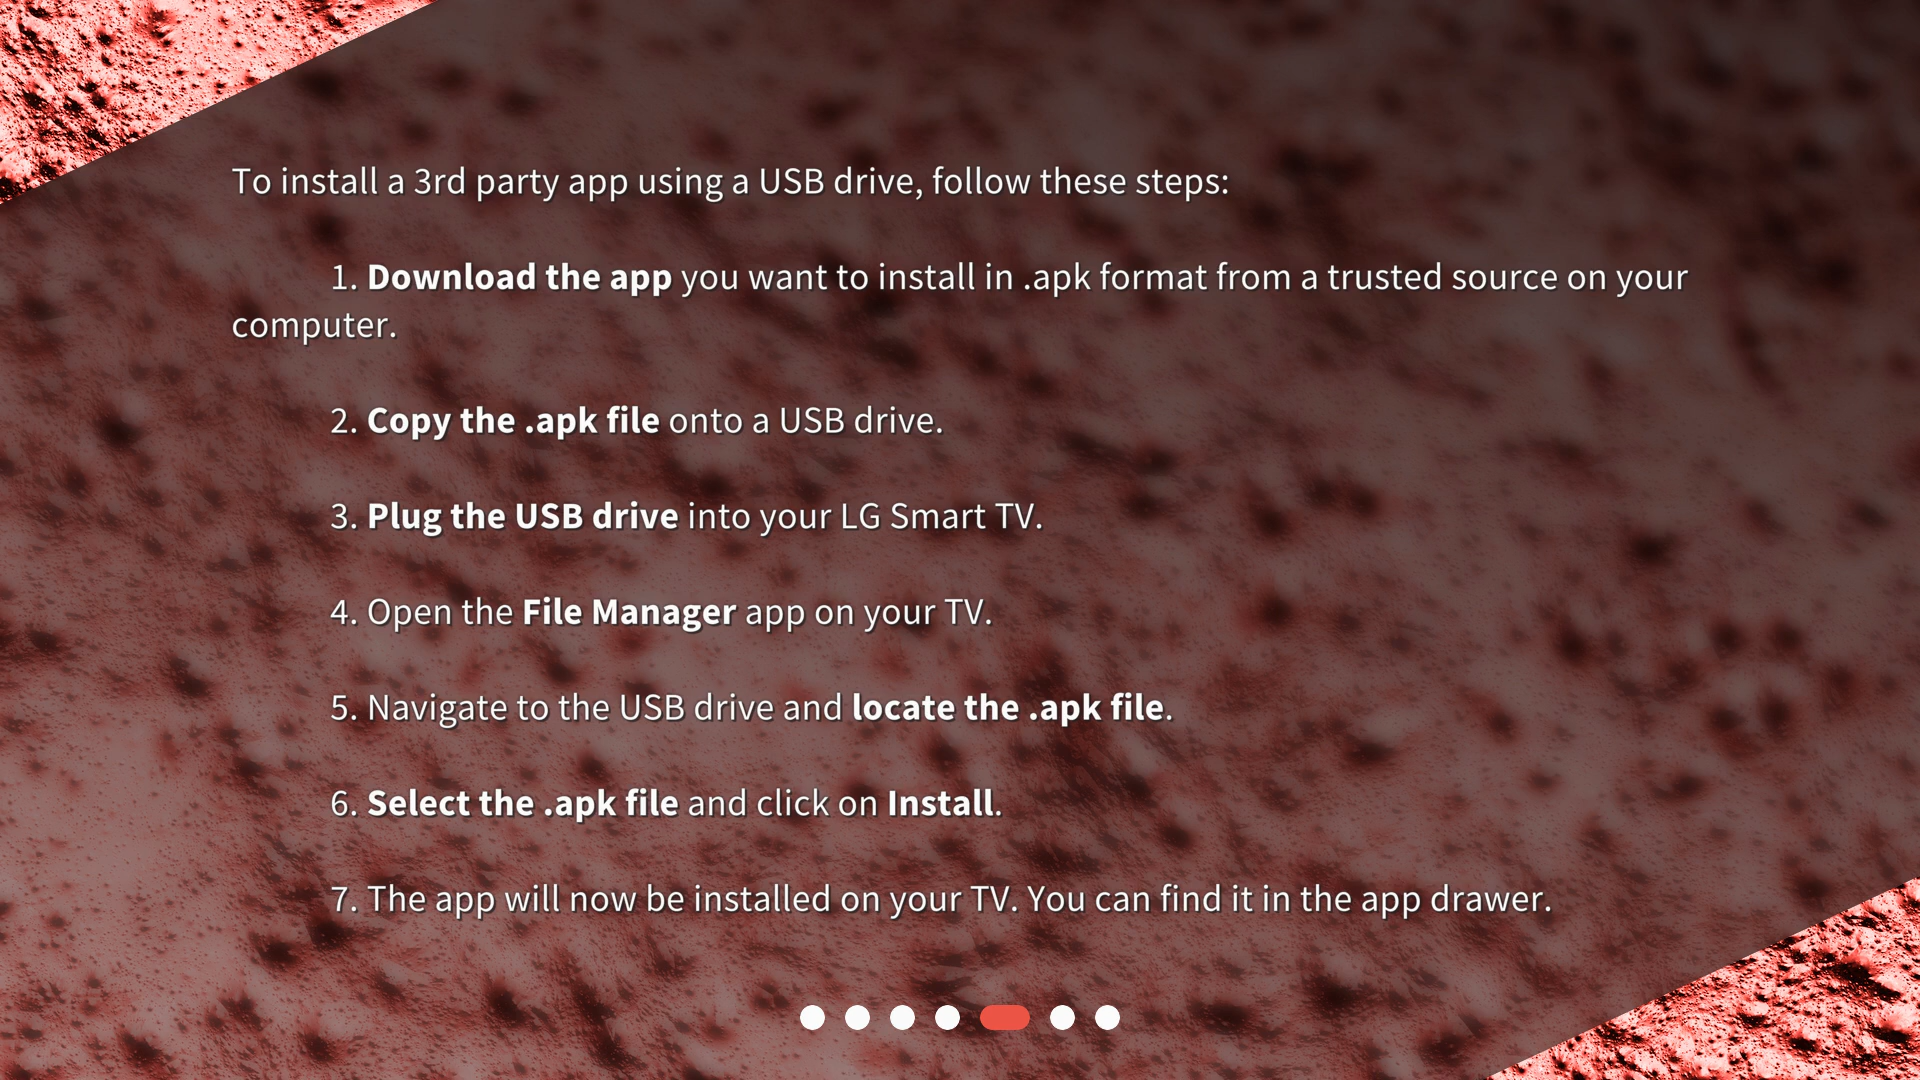 To install a 3rd party app using a USB drive, follow these steps:
1. Download the app you want to install in .apk format from a trusted source on your
computer.
2. Copy the .apk file onto a USB drive.
3. Plug the USB drive into your LG Smart TV.
4. Open the File Manager app on your TV.
5. Navigate to the USB drive and locate the .apk file.
6. Select the .apk file and click on Install.
7. The app will now be installed on your TV. You can find it in the app drawer.